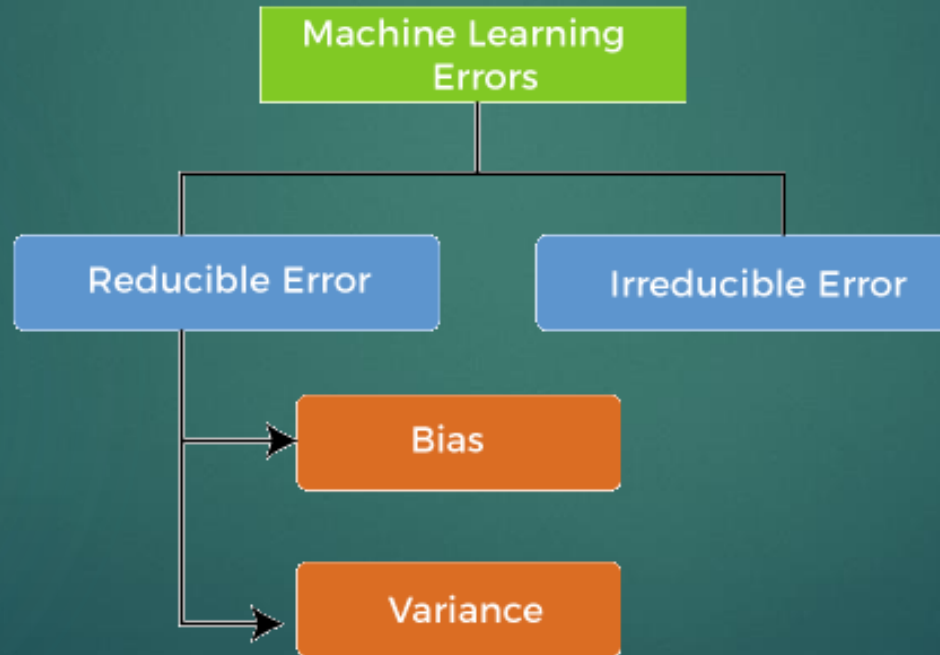 Machine Learning
Errors
Reducible Error
Irreducible Error
Bias
Variance